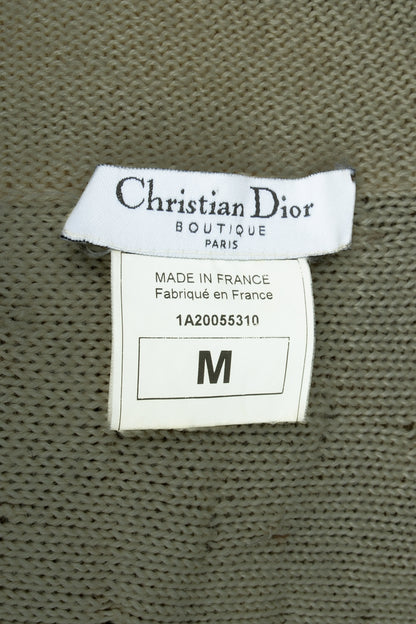 Christian Dior
BOUTIQUE
PARIS
MADE IN FRANCE
Fabriqué en France
1A20055310
M